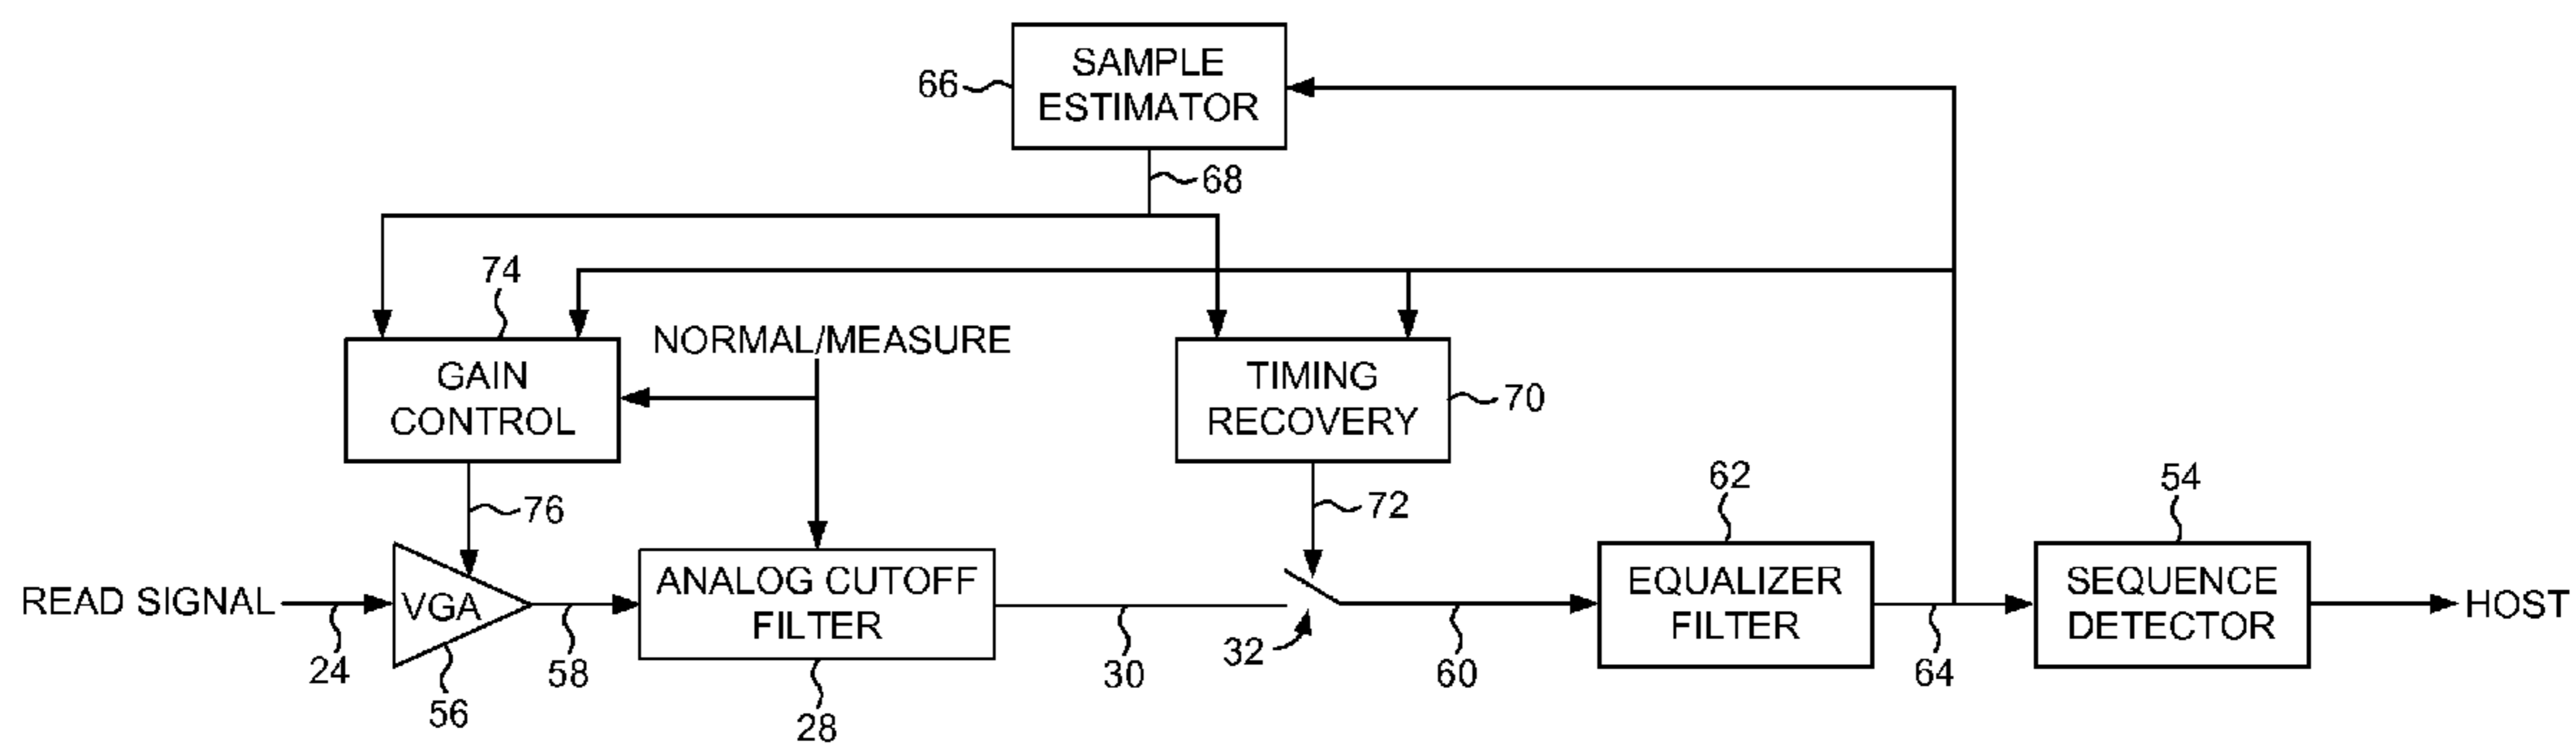 SAMPLE
ESTIMATOR
66
68
74
NORMAL/MEASURE
GAIN
CONTROL
TIMING
RECOVERY
70
76
72
62
54
READ SIGNAL
VGA
ANALOG CUTOFF
FILTER
EQUALIZER
FILTER
SEQUENCE
DETECTOR
HOST
24
58
30
32
60
64
56
28